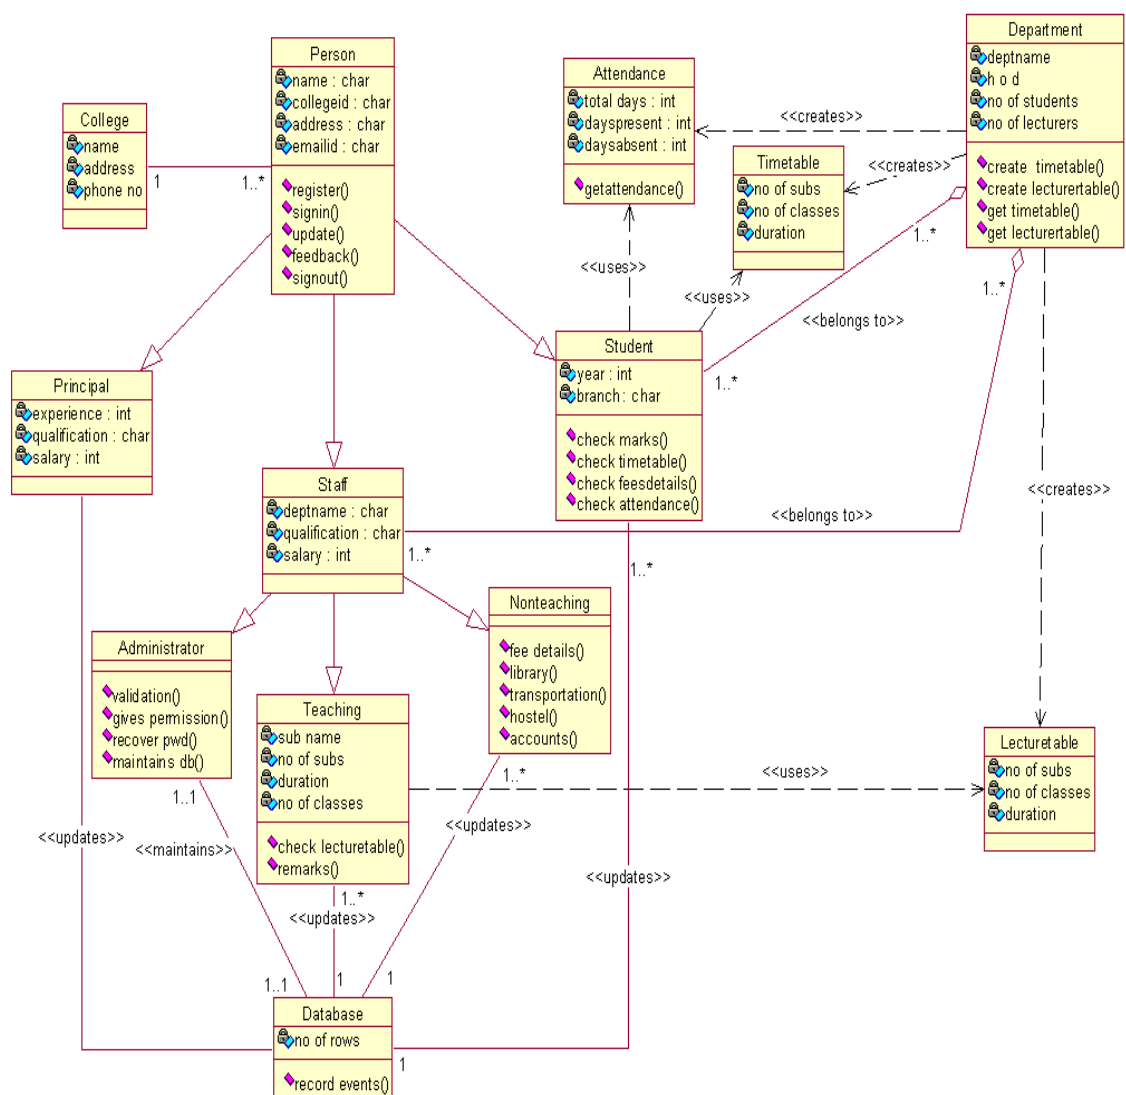 Department
deptname
h o d
no of students
no of lecturers
create  timetable()
create lecturertable()
get timetable()
get lecturertable()
Person
name : char
collegeid : char
address : char
emailid : char
register()
signin()
update()
feedback()
signout()
Attendance
total days : int
dayspresent : int
daysabsent : int
getattendance()
College
name
address
phone no
1
1..*
<<creates>>
Timetable
no of subs
no of classes
duration
<<creates>>
1..*
<<uses>>
<<uses>>
1..*
<<belongs to>>
Student
year : int
branch : char
check marks()
check timetable()
check feesdetails()
check attendance()
1..*
Principal
experience : int
qualification : char
salary : int
Staff
deptname : char
qualification : char
salary : int
1..*
<<belongs to>>
<<creates>>
1..*
Nonteaching
fee details()
library()
transportation()
hostel()
accounts()
1..*
Administrator
validation()
gives permission()
recover pwd()
maintains db()
1..1
Teaching
sub name
no of subs
duration
no of classes
check lecturetable()
remarks()
1..*
<<uses>>
Lecturetable
no of subs
no of classes
duration
<<updates>>
<<maintains>>
<<updates>>
<<updates>>
<<updates>>
1..1
1
1
Database
no of rows
record events()
1